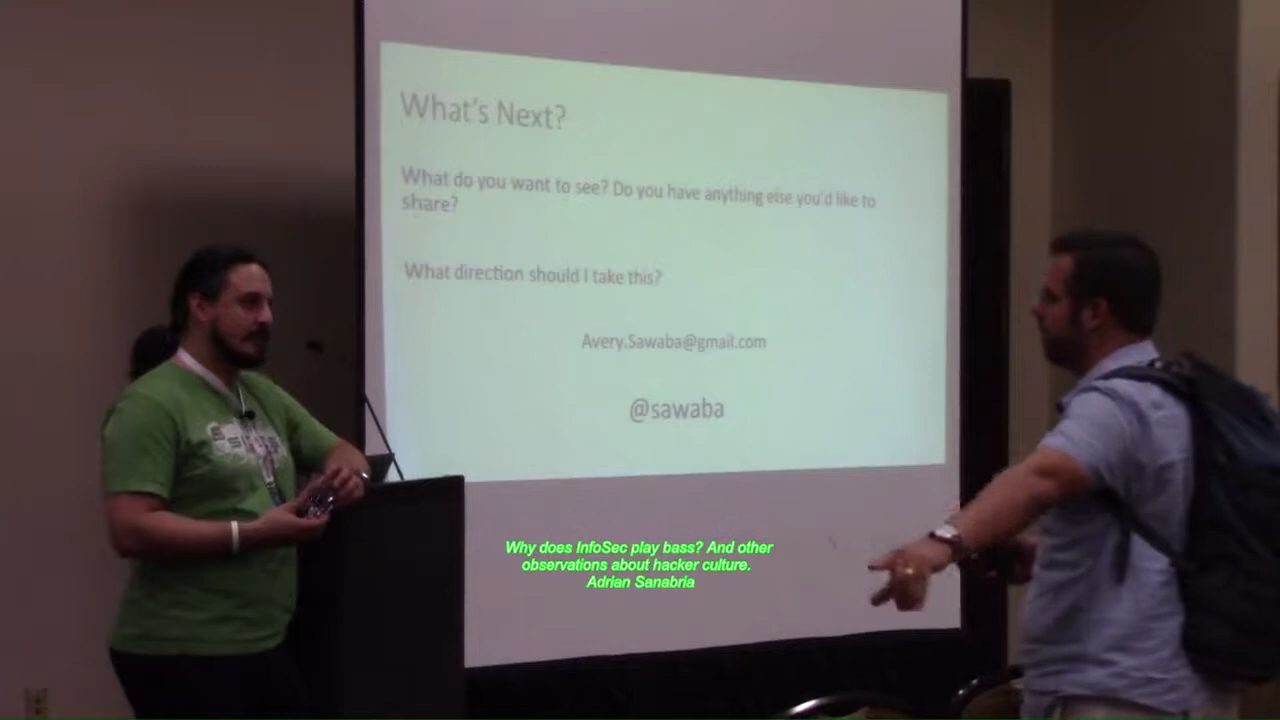 What's Next?
What do you want to see? Do you have anything else you'd like to
share?
What direction should I take this?
Avery.Sawaba@gmail.com
@sawaba
Why does InfoSec play bass? And other
observations about hacker culture.
Adrian Sanabria